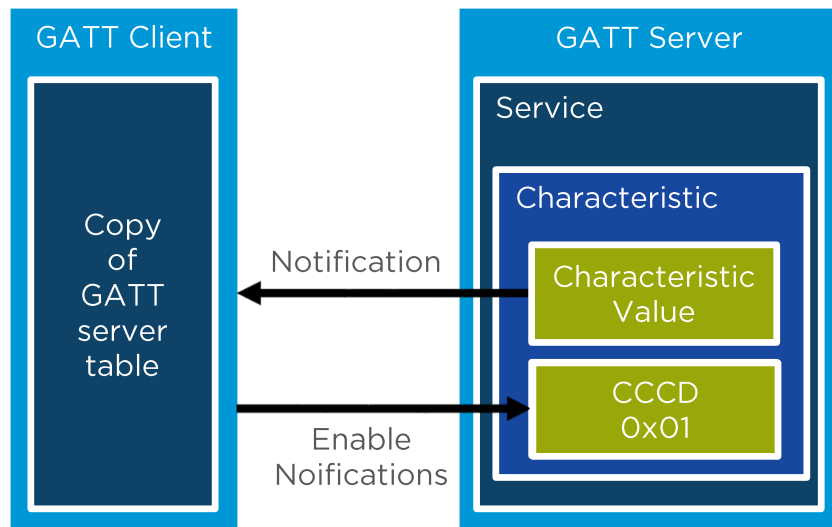 GATT Client
Copy
of
GATT
server
table
Notification
Enable
Noifications
GATT Server
Service
Characteristic
Characteristic
Value
CCCD
0x01